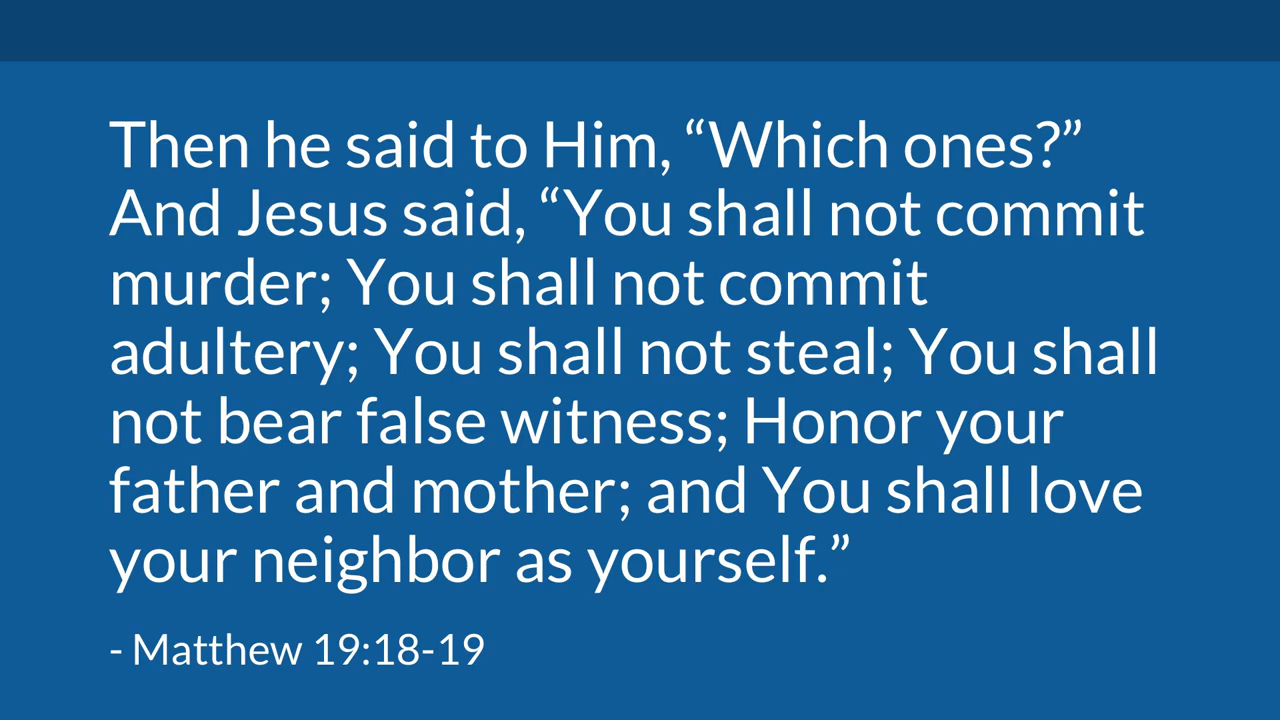 Then he said to Him, “Which ones?”
And Jesus said, “You shall not commit
murder; You shall not commit
adultery; You shall not steal; You shall
not bear false witness; Honor your
father and mother; and You shall love
your neighbor as yourself.”
- Matthew 19:18-19